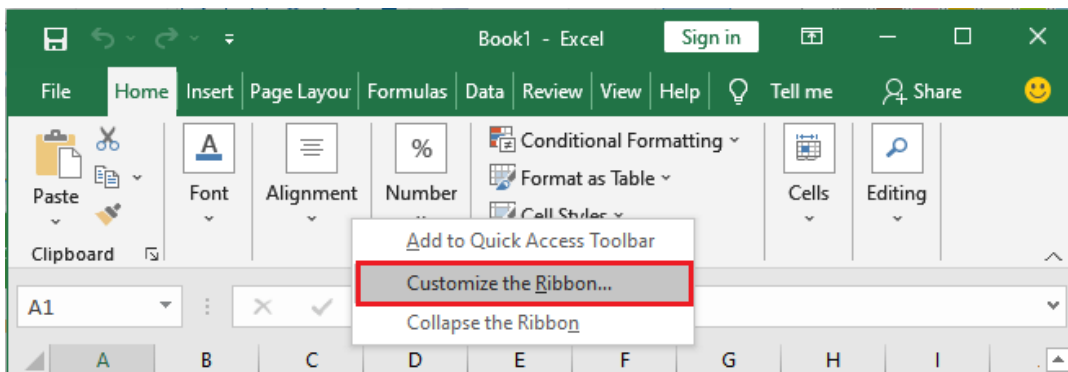 Book1 - Excel Sign in
File Home Insert Page Layou Formulas Data Review View Help Tell me Share
Paste
Clipboard
A
Font
Alignment
%
Number
Conditional Formatting
Format as Table
Cell Styles
Cells
Editing
Add to Quick Access Toolbar
Customize the Ribbon...
Collapse the Ribbon
A1
A B C D E F G H I